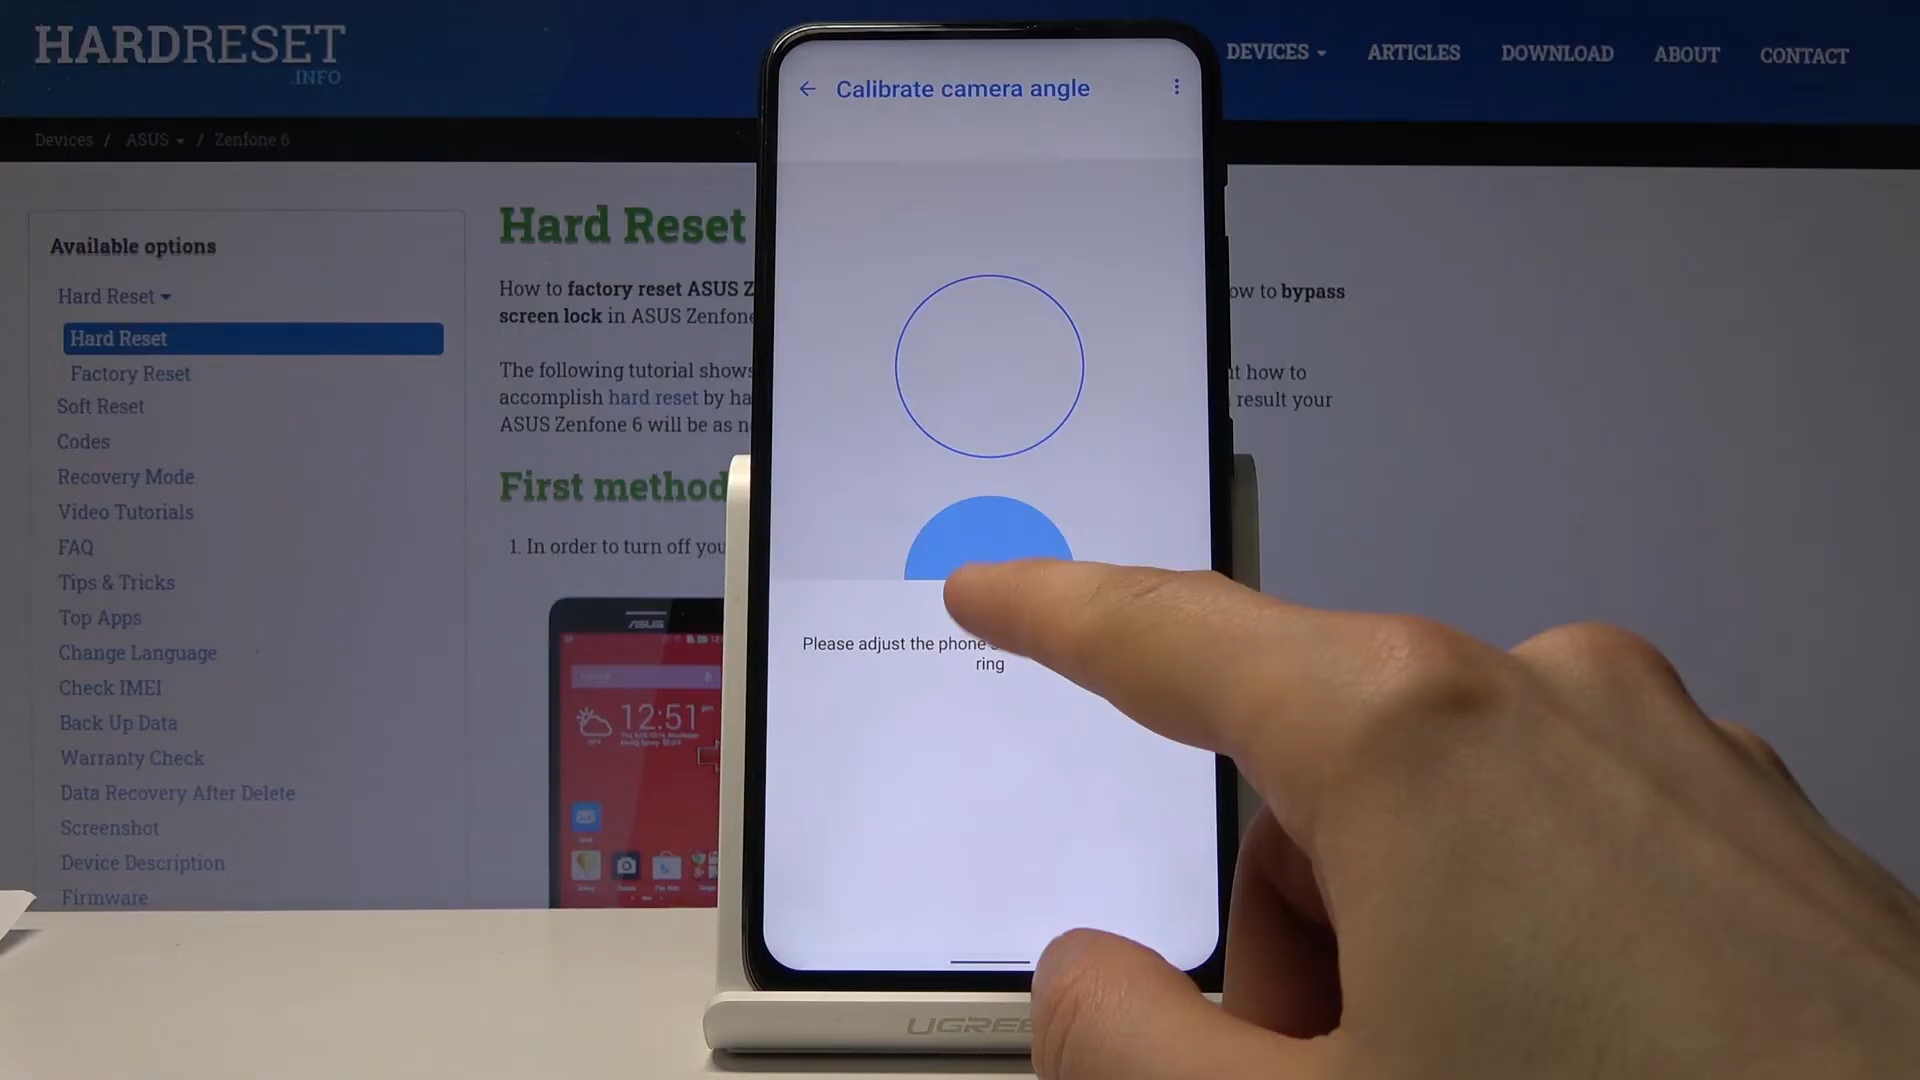 HARDRESET
.INFO
DEVICES
ARTICLES
DOWNLOAD
ABOUT
CONTACT
Devices / ASUS / Zenfone 6
Available options
Hard Reset
Hard Reset
Factory Reset
Soft Reset
Codes
Recovery Mode
Video Tutorials
FAQ
Tips & Tricks
Top Apps
Change Language
Check IMEI
Back Up Data
Warranty Check
Data Recovery After Delete
Screenshot
Device Description
Firmware
Hard Reset
How to factory reset ASUS Z
ow to bypass
screen lock in ASUS Zenfone
The following tutorial shows
t how to
accomplish hard reset by ha
result your
ASUS Zenfone 6 will be as n
First method
1. In order to turn off you
ASUS
12:51
Calibrate camera angle
Please adjust the phone
ring
UGREE